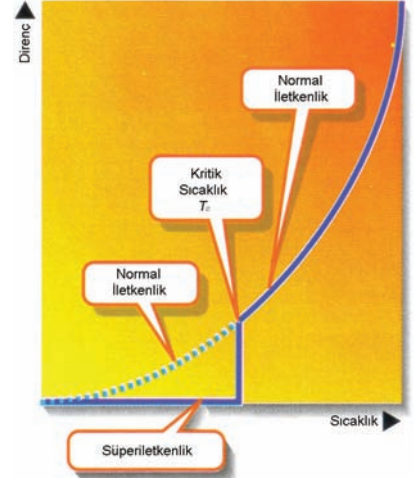 Direnç
Normal
İletkenlik
Kritik
Sıcaklık
Tc
Normal
İletkenlik
Sıcaklık
Süperiletkenlik